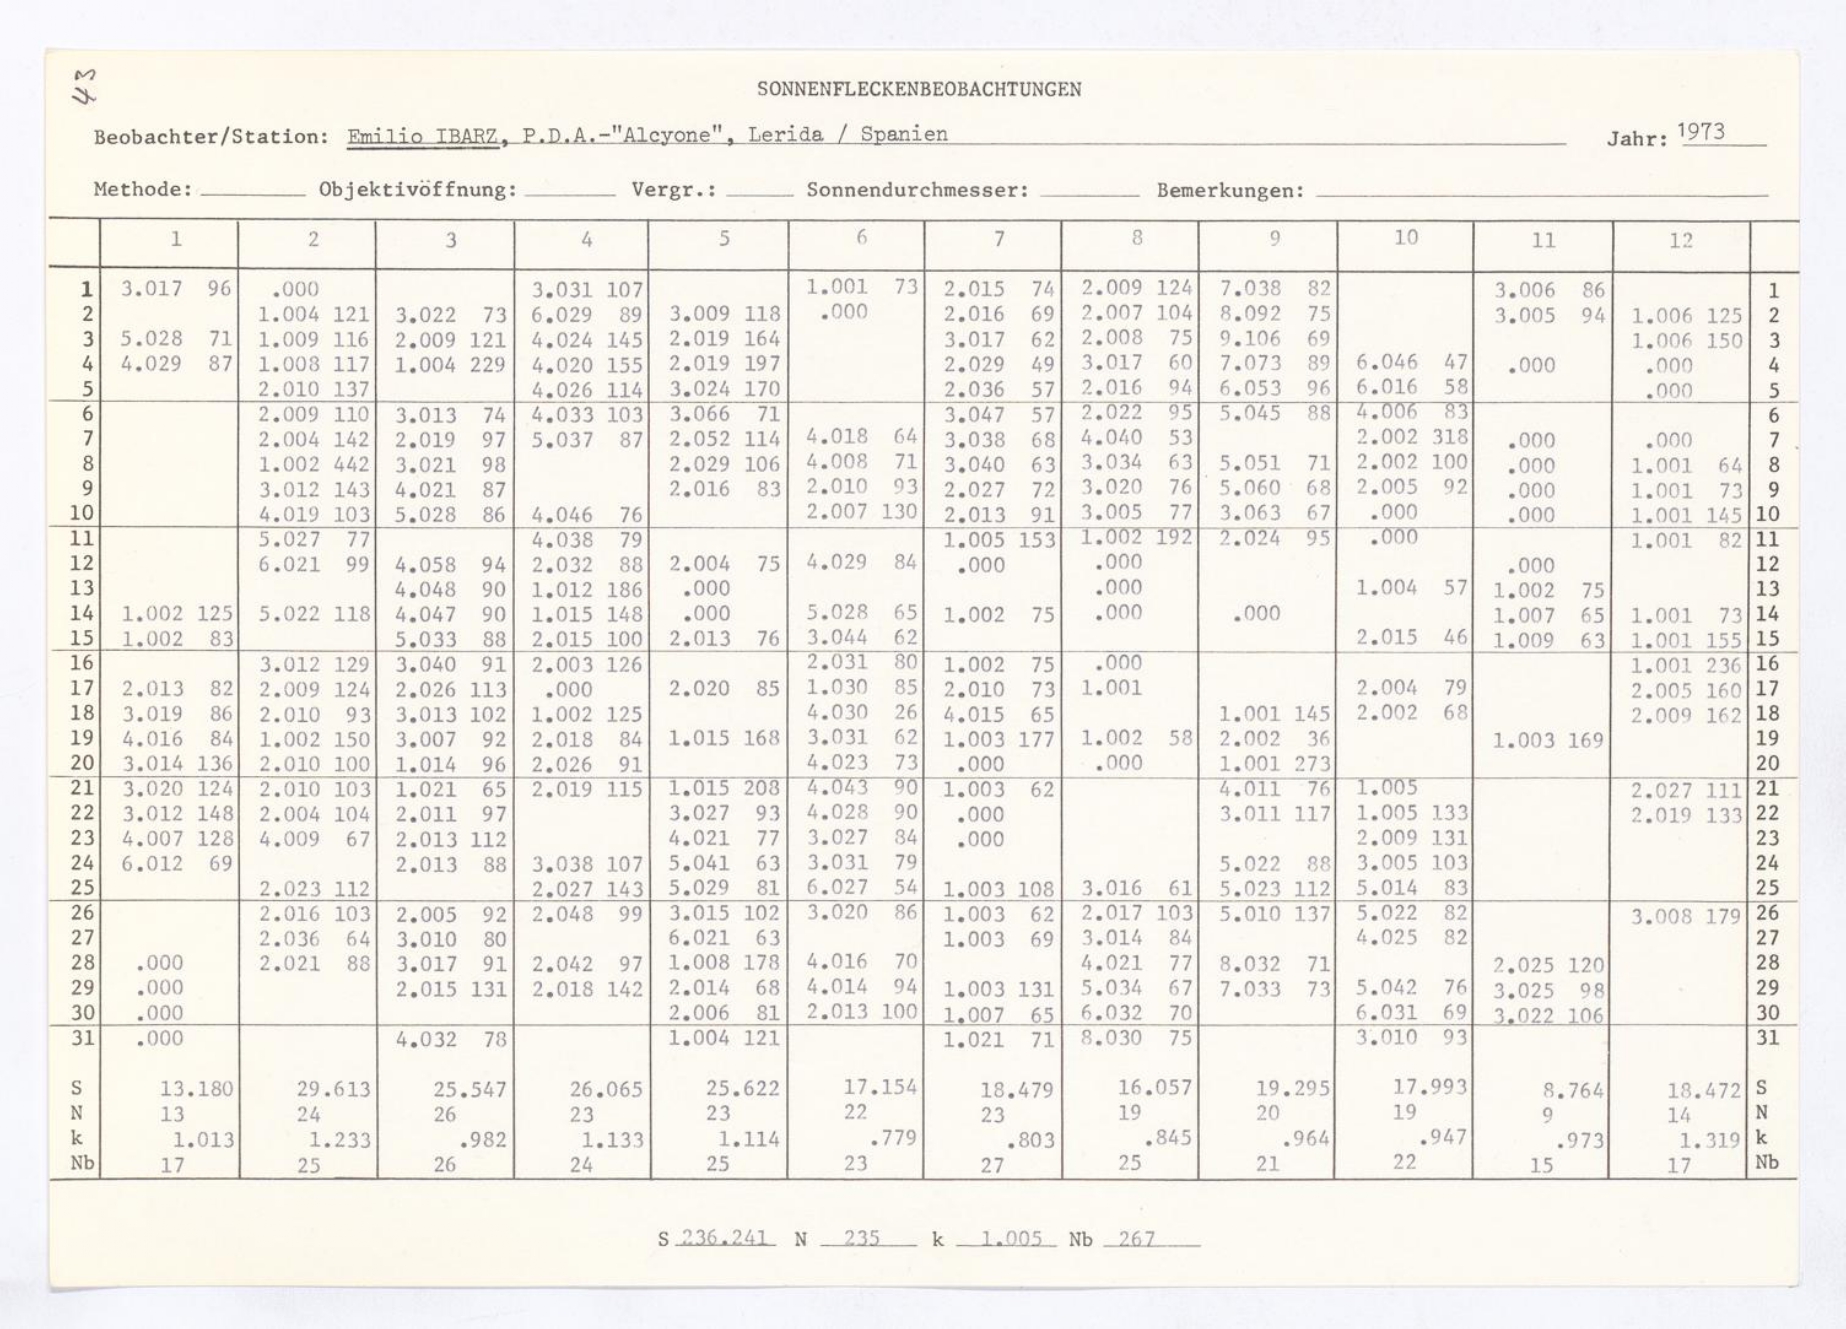 43
SONNENFLECKENBEOBACHTUNGEN
Beobachter/Station: Emilio IBARZ, P.D.A.-"Alcyone", Lerida / Spanien Jahr: 1973
Methode: Objektivöffnung: Vergr.: Sonnendurchmesser: Bemerkungen:
1 2 3 4 5 6 7 8 9 10 11 12
1 3.017 96 .000 3.031 107 1.001 73 2.015 74 2.009 124 7.038 82 3.006 86 1
2 1.004 121 3.022 73 6.029 89 3.009 118 .000 2.016 69 2.007 104 8.092 75 3.005 94 1.006 125 2
3 5.028 71 1.009 116 2.009 121 4.024 145 2.019 164 3.017 62 2.008 75 9.106 69 1.006 150 3
4 4.029 87 1.008 117 1.004 229 4.020 155 2.019 197 2.029 49 3.017 60 7.073 89 6.046 47 .000 .000 4
5 2.010 137 4.026 114 3.024 170 2.036 57 2.016 94 6.053 96 6.016 58 .000 5
6 2.009 110 3.013 74 4.033 103 3.066 71 3.047 57 2.022 95 5.045 88 4.006 83 6
7 2.004 142 2.019 97 5.037 87 2.052 114 4.018 64 3.038 68 4.040 53 2.002 318 .000 .000 7
8 1.002 442 3.021 98 2.029 106 4.008 71 3.040 63 3.034 63 5.051 71 2.002 100 .000 1.001 64 8
9 3.012 143 4.021 87 2.016 83 2.010 93 2.027 72 3.020 76 5.060 68 2.005 92 .000 1.001 73 9
10 4.019 103 5.028 86 4.046 76 2.007 130 2.013 91 3.005 77 3.063 67 .000 .000 1.001 145 10
11 5.027 77 4.038 79 1.005 153 1.002 192 2.024 95 .000 1.001 82 11
12 6.021 99 4.058 94 2.032 88 2.004 75 4.029 84 .000 .000 .000 12
13 4.048 90 1.012 186 .000 .000 1.004 57 1.002 75 13
14 1.002 125 5.022 118 4.047 90 1.015 148 .000 5.028 65 1.002 75 .000 .000 1.007 65 1.001 73 14
15 1.002 83 5.033 88 2.015 100 2.013 76 3.044 62 2.015 46 1.009 63 1.001 155 15
16 3.012 129 3.040 91 2.003 126 2.031 80 1.002 75 .000 1.001 236 16
17 2.013 82 2.009 124 2.026 113 .000 2.020 85 1.030 85 2.010 73 1.001 2.004 79 2.005 160 17
18 3.019 86 2.010 93 3.013 102 1.002 125 4.030 26 4.015 65 1.001 145 2.002 68 2.009 162 18
19 4.016 84 1.002 150 3.007 92 2.018 84 1.015 168 3.031 62 1.003 177 1.002 58 2.002 36 1.003 169 19
20 3.014 136 2.010 100 1.014 96 2.026 91 4.023 73 .000 .000 1.001 273 20
21 3.020 124 2.010 103 1.021 65 2.019 115 1.015 208 4.043 90 1.003 62 4.011 76 1.005 2.027 111 21
22 3.012 148 2.004 104 2.011 97 3.027 93 4.028 90 .000 3.011 117 1.005 133 2.019 133 22
23 4.007 128 4.009 67 2.013 112 4.021 77 3.027 84 .000 2.009 131 23
24 6.012 69 2.013 88 3.038 107 5.041 63 3.031 79 5.022 88 3.005 103 24
25 2.023 112 2.027 143 5.029 81 6.027 54 1.003 108 3.016 61 5.023 112 5.014 83 25
26 2.016 103 2.005 92 2.048 99 3.015 102 3.020 86 1.003 62 2.017 103 5.010 137 5.022 82 3.008 179 26
27 2.036 64 3.010 80 6.021 63 1.003 69 3.014 84 4.025 82 27
28 .000 2.021 88 3.017 91 2.042 97 1.008 178 4.016 70 4.021 77 8.032 71 2.025 120 28
29 .000 2.015 131 2.018 142 2.014 68 4.014 94 1.003 131 5.034 67 7.033 73 5.042 76 3.025 98 29
30 .000 2.006 81 2.013 100 1.007 65 6.032 70 6.031 69 3.022 106 30
31 .000 4.032 78 1.004 121 1.021 71 8.030 75 3.010 93 31
S 13.180 29.613 25.547 26.065 25.622 17.154 18.479 16.057 19.295 17.993 8.764 18.472 S
N 13 24 26 23 23 22 23 19 20 19 9 14 N
k 1.013 1.233 .982 1.133 1.114 .779 .803 .845 .964 .947 .973 1.319 k
Nb 17 25 26 24 25 23 27 25 21 22 15 17 Nb
S 236.241 N 235 k 1.005 Nb 267